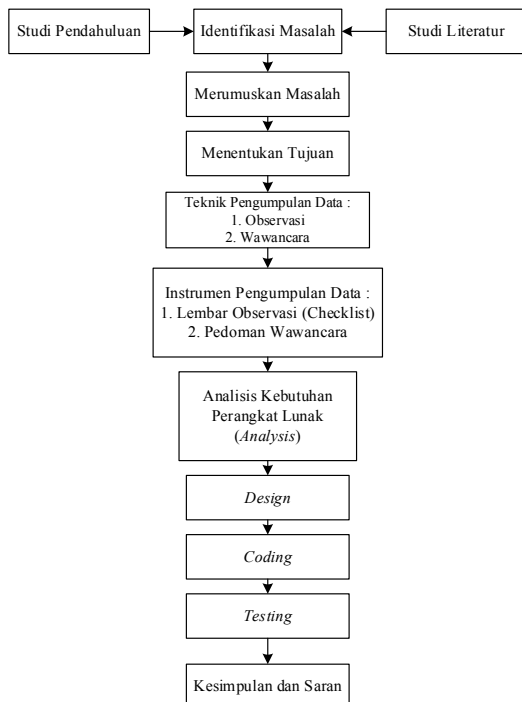 Studi Pendahuluan
Identifikasi Masalah
Studi Literatur
Merumuskan Masalah
Menentukan Tujuan
Teknik Pengumpulan Data :
1. Observasi
2. Wawancara
Instrumen Pengumpulan Data :
1. Lembar Observasi (Checklist)
2. Pedoman Wawancara
Analisis Kebutuhan
Perangkat Lunak
(Analysis)
Design
Coding
Testing
Kesimpulan dan Saran